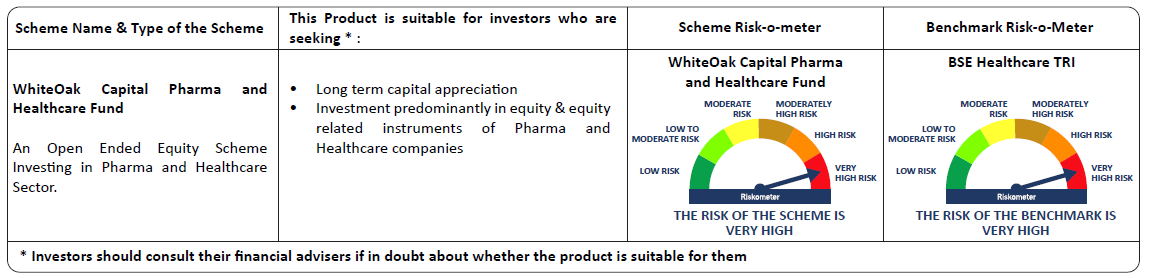 Scheme Name & Type of the Scheme
This Product is suitable for investors who are
seeking * :
Scheme Risk-o-meter
Benchmark Risk-o-Meter
WhiteOak Capital Pharma and
Healthcare Fund
An Open Ended Equity Scheme
Investing in Pharma and Healthcare
Sector.
• Long term capital appreciation
• Investment predominantly in equity & equity
related instruments of Pharma and
Healthcare companies
WhiteOak Capital Pharma
and Healthcare Fund
LOW RISK
LOW TO
MODERATE RISK
MODERATE
RISK
MODERATELY
HIGH RISK
HIGH RISK
VERY
HIGH RISK
Riskometer
THE RISK OF THE SCHEME IS
VERY HIGH
BSE Healthcare TRI
LOW RISK
LOW TO
MODERATE RISK
MODERATE
RISK
MODERATELY
HIGH RISK
HIGH RISK
VERY
HIGH RISK
Riskometer
THE RISK OF THE BENCHMARK IS
VERY HIGH
* Investors should consult their financial advisers if in doubt about whether the product is suitable for them